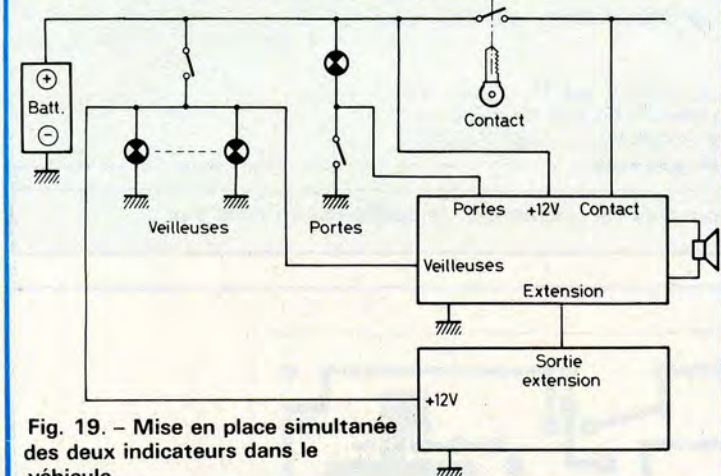 +
Batt.
−
Contact
Veilleuses
Portes
Portes +12V Contact
Veilleuses
Extension
Sortie
extension
+12V
Fig. 19. – Mise en place simultanée
des deux indicateurs dans le
véhicule